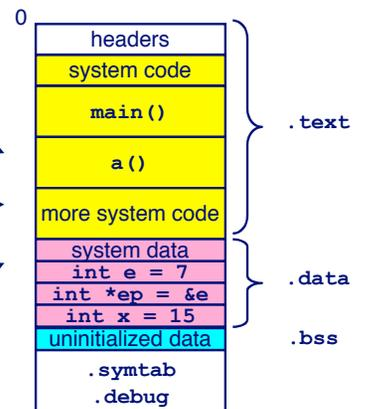 0
headers
system code
main()
a()
more system code
.text
system data
int e = 7
int *ep = &e
int x = 15
.data
uninitialized data
.bss
.symtab
.debug